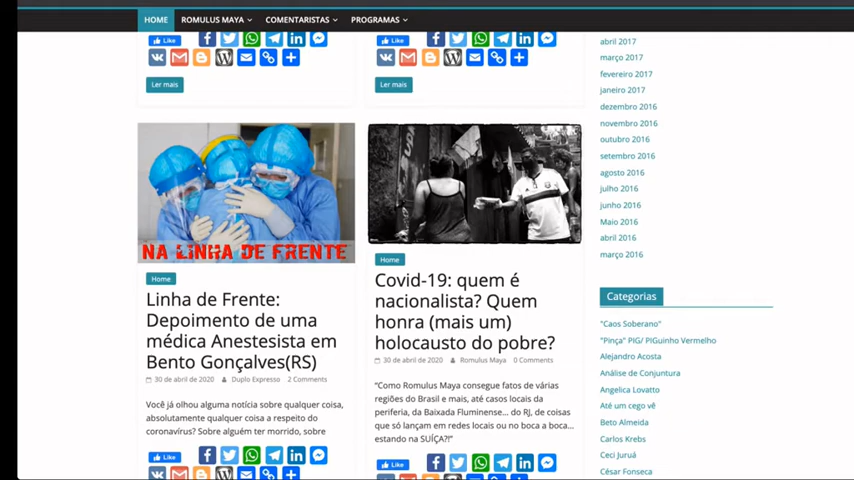 HOME
ROMULUS MAYA
COMENTARISTAS
PROGRAMAS
Like
Like
Ler mais
Ler mais
NA LINHA DE FRENTE
Home
Linha de Frente:
Depoimento de uma
médica Anestesista em
Bento Gonçalves(RS)
30 de abril de 2020 Duplo Expresso 2 Comments
Você já olhou alguma notícia sobre qualquer coisa,
absolutamente qualquer coisa a respeito do
coronavírus? Sobre alguém ter morrido, sobre
Like
Home
Covid-19: quem é
nacionalista? Quem
honra (mais um)
holocausto do pobre?
30 de abril de 2020 Romulus Maya 0 Comments
“Como Romulus Maya consegue fatos de várias
regiões do Brasil e mais, até casos locais da
periferia, da Baixada Fluminense... do RJ, de coisas
que só lançam em redes locais ou no boca a boca...
estando na SUÍÇA?!”
Like
abril 2017
março 2017
fevereiro 2017
janeiro 2017
dezembro 2016
novembro 2016
outubro 2016
setembro 2016
agosto 2016
julho 2016
junho 2016
Maio 2016
abril 2016
março 2016
Categorias
"Caos Soberano"
"Pinça" PIG/ PIGuinho Vermelho
Alejandro Acosta
Análise de Conjuntura
Angelica Lovatto
Até um cego vê
Beto Almeida
Carlos Krebs
Ceci Juruá
César Fonseca